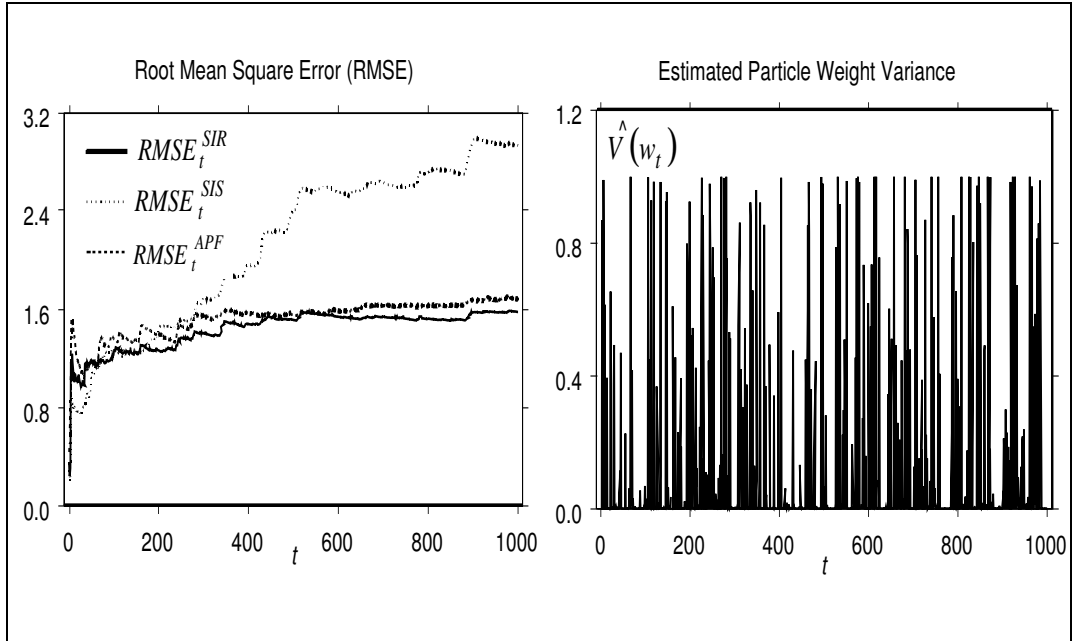 Root Mean Square Error (RMSE)
3.2
2.4
1.6
0.8
0.0
RMSE_t^{SIR}
RMSE_t^{SIS}
RMSE_t^{APF}
0 200 400 600 800 1000
t
Estimated Particle Weight Variance
1.2
0.8
0.4
0.0
V̂(w_t)
0 200 400 600 800 1000
t